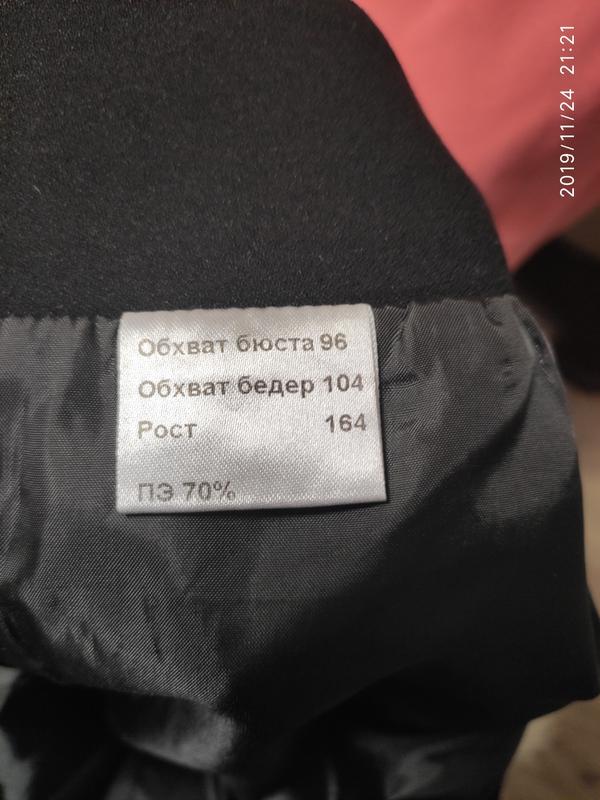 2019/11/24 21:21
Обхват бюста 96
Обхват бедер 104
Рост 164
ПЭ 70%